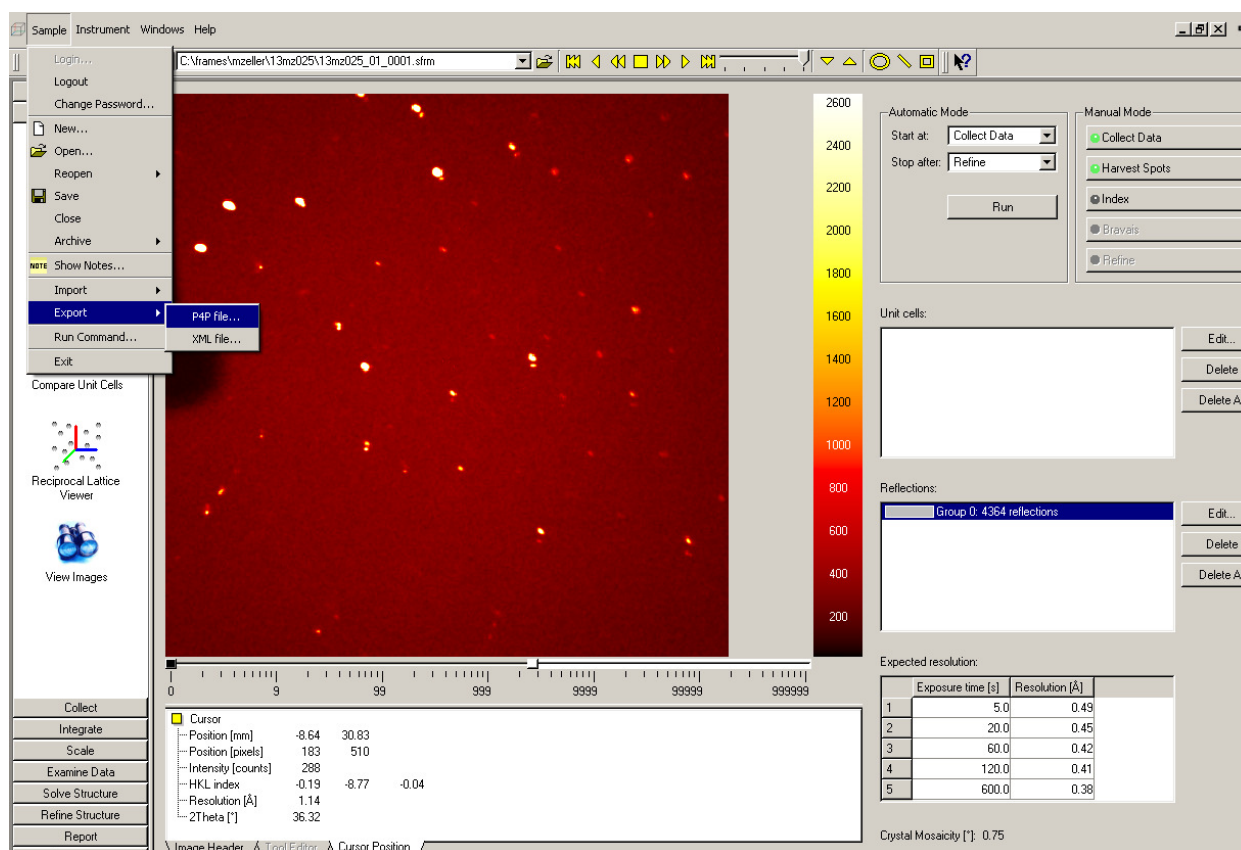 Sample Instrument Windows Help
Login...
Logout
Change Password...
New...
Open...
Reopen
Save
Close
Archive
NOTE Show Notes...
Import
Export
Run Command...
Exit
P4P file...
XML file...
C:\frames\mzeller\13mz025\13mz025_01_0001.sfrm
Compare Unit Cells
Reciprocal Lattice
Viewer
View Images
Collect
Integrate
Scale
Examine Data
Solve Structure
Refine Structure
Report
2600
2400
2200
2000
1800
1600
1400
1200
1000
800
600
400
200
0 9 99 999 9999 99999 999999
Cursor
Position [mm] -8.64 30.83
Position [pixels] 183 510
Intensity [counts] 288
HKL index -0.19 -8.77 -0.04
Resolution [Å] 1.14
2Theta [°] 36.32
Image Header Tool Editor Cursor Position
Automatic Mode
Start at: Collect Data
Stop after: Refine
Run
Manual Mode
Collect Data
Harvest Spots
Index
Bravais
Refine
Unit cells:
Edit...
Delete
Delete A
Reflections:
Group 0: 4364 reflections
Edit...
Delete
Delete A
Expected resolution:
Exposure time [s] Resolution [Å]
1 5.0 0.49
2 20.0 0.45
3 60.0 0.42
4 120.0 0.41
5 600.0 0.38
Crystal Mosaicity [°]: 0.75